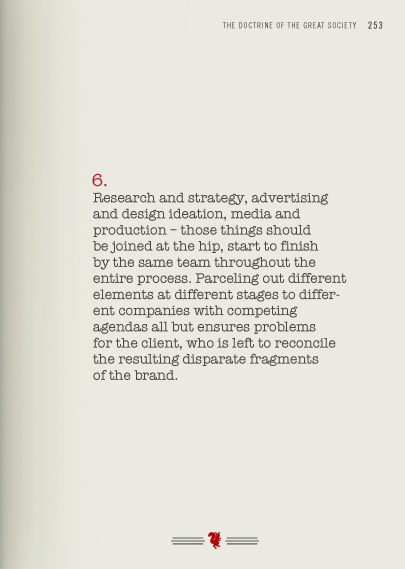 THE DOCTRINE OF THE GREAT SOCIETY 253
6.
Research and strategy, advertising
and design ideation, media and
production – those things should
be joined at the hip, start to finish
by the same team throughout the
entire process. Parceling out different
elements at different stages to differ-
ent companies with competing
agendas all but ensures problems
for the client, who is left to reconcile
the resulting disparate fragments
of the brand.